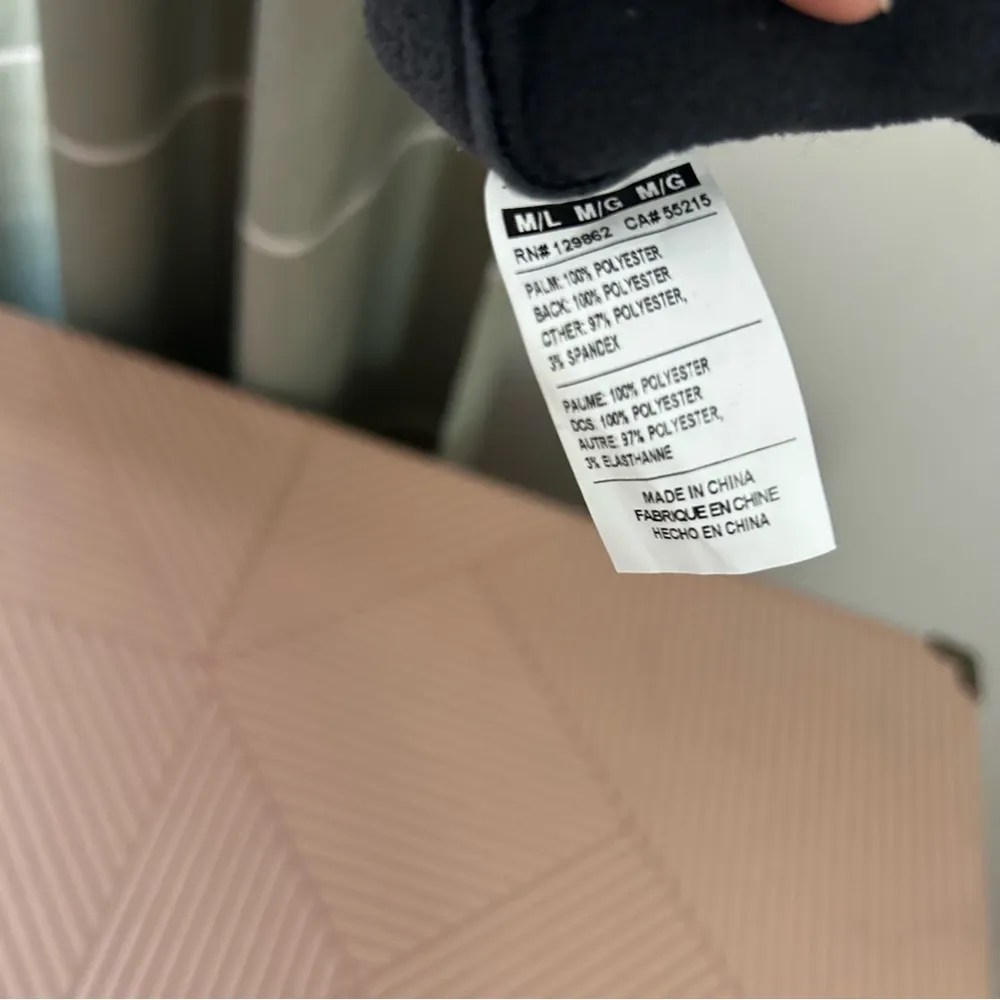 M/L M/G M/G
RN# 129862 CA# 55215
PALM: 100% POLYESTER
BACK: 100% POLYESTER
OTHER: 97% POLYESTER,
3% SPANDEX
PAUME: 100% POLYESTER
DOS: 100% POLYESTER
AUTRE: 97% POLYESTER,
3% ELASTHANNE
MADE IN CHINA
FABRIQUE EN CHINE
HECHO EN CHINA